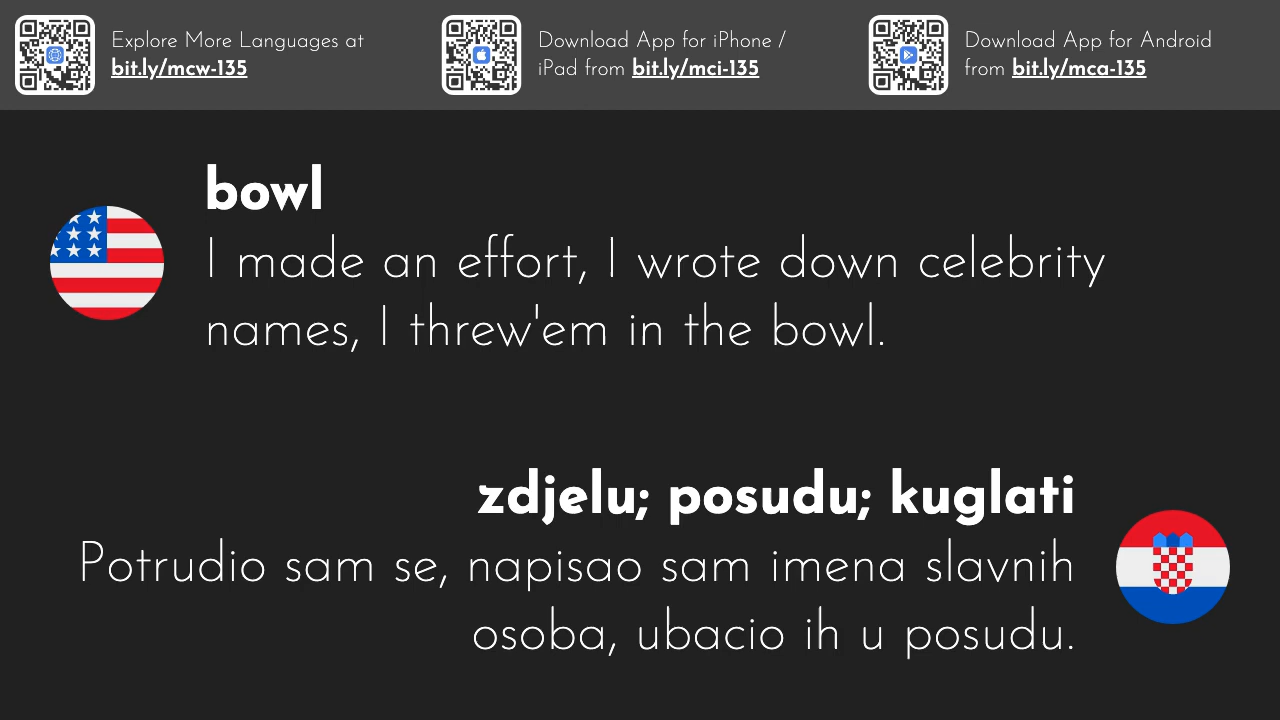 Explore More Languages at
bit.ly/mcw-135
Download App for iPhone /
iPad from bit.ly/mci-135
Download App for Android
from bit.ly/mca-135
bowl
I made an effort, I wrote down celebrity
names, I threw'em in the bowl.
zdjelu; posudu; kuglati
Potrudio sam se, napisao sam imena slavnih
osoba, ubacio ih u posudu.